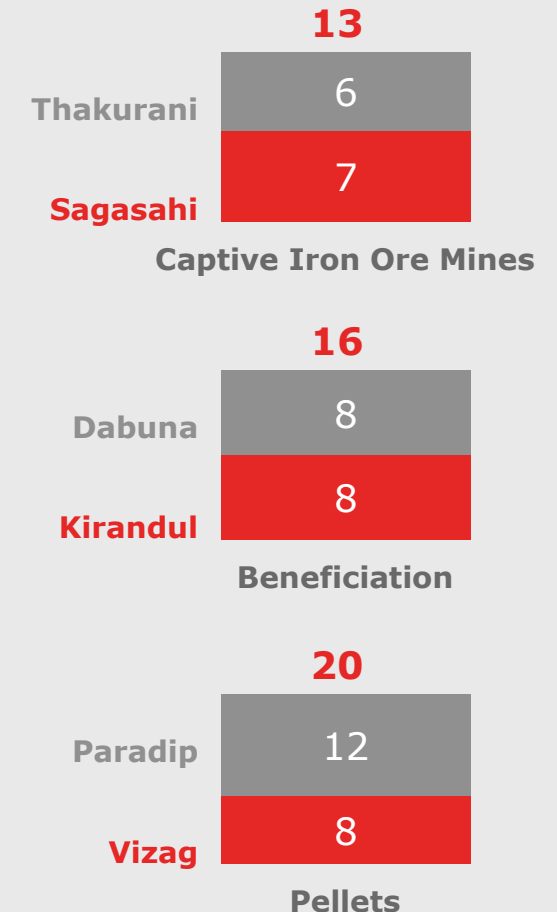 13
Thakurani 6
Sagasahi 7
Captive Iron Ore Mines
16
Dabuna 8
Kirandul 8
Beneficiation
20
Paradip 12
Vizag 8
Pellets